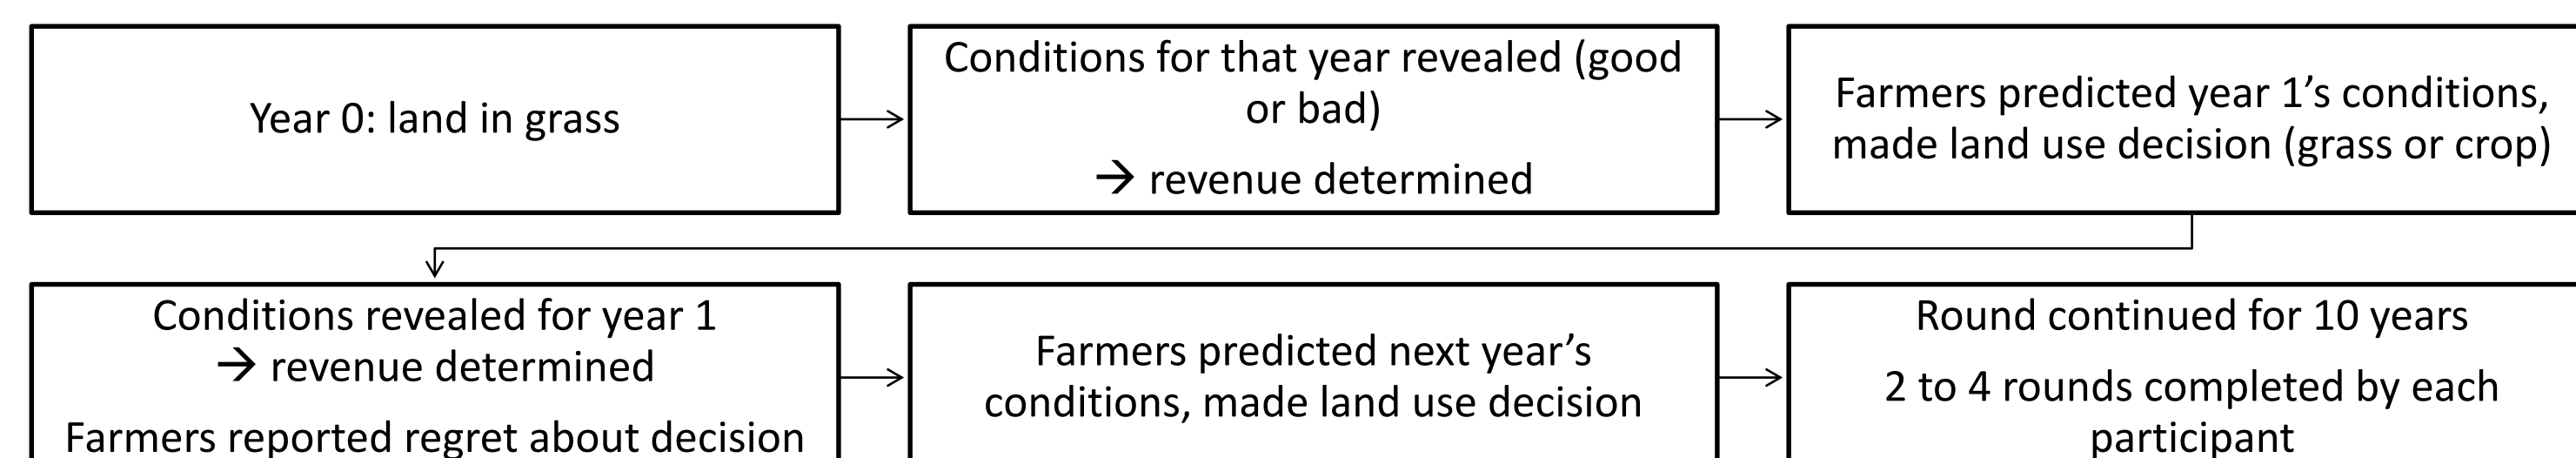 Year 0: land in grass
Conditions for that year revealed (good
or bad)
→ revenue determined
Farmers predicted year 1’s conditions,
made land use decision (grass or crop)
Conditions revealed for year 1
→ revenue determined
Farmers reported regret about decision
Farmers predicted next year’s
conditions, made land use decision
Round continued for 10 years
2 to 4 rounds completed by each
participant